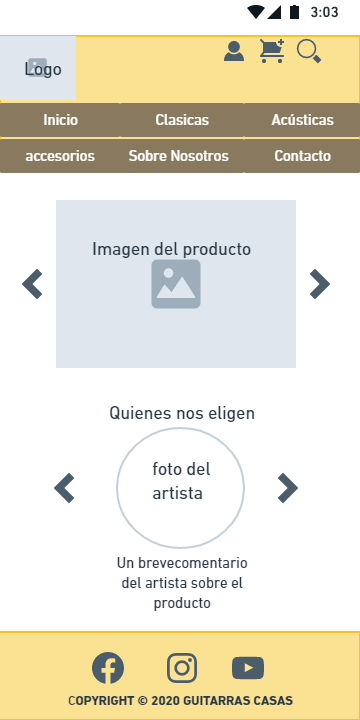 3:03
Logo
Inicio Clasicas Acústicas
accesorios Sobre Nosotros Contacto
Imagen del producto
Quienes nos eligen
foto del
artista
Un brevecomentario
del artista sobre el
producto
COPYRIGHT © 2020 GUITARRAS CASAS